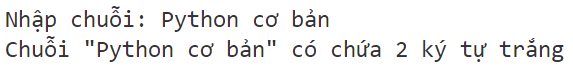 Nhập chuỗi: Python cơ bản
Chuỗi "Python cơ bản" có chứa 2 ký tự trắng